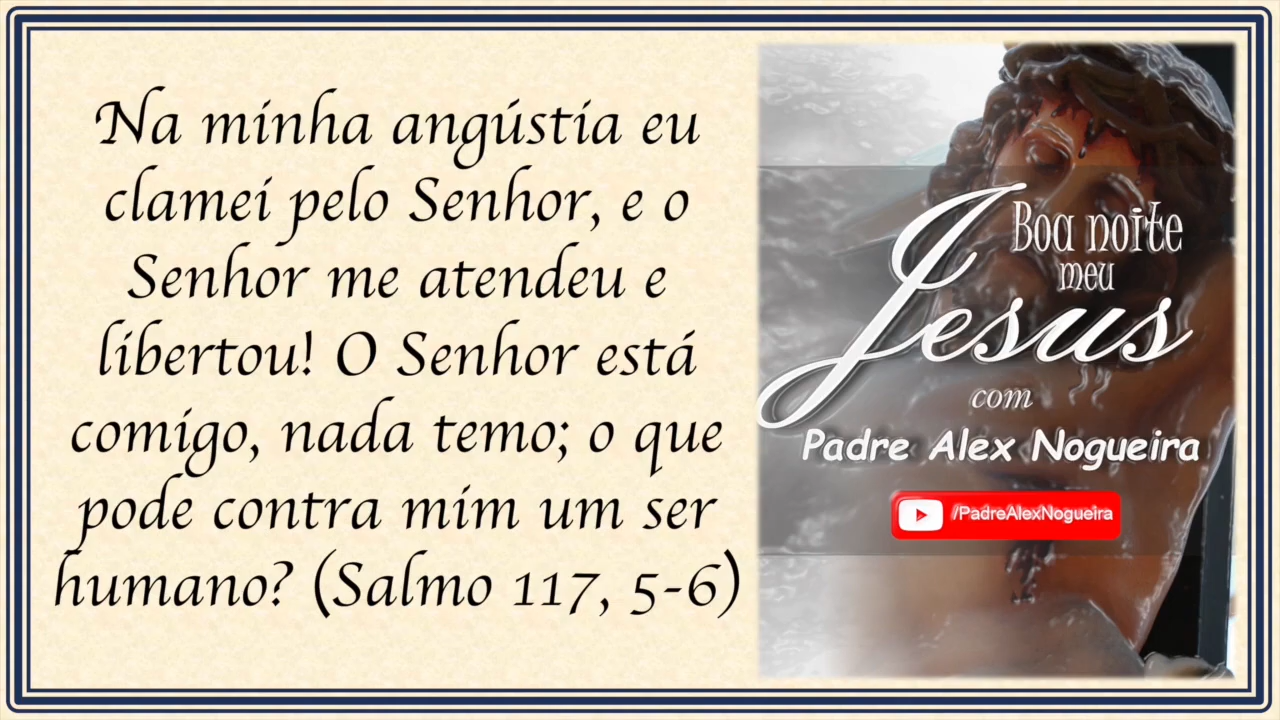 Na minha angústia eu
clamei pelo Senhor, e o
Senhor me atendeu e
libertou! O Senhor está
comigo, nada temo; o que
pode contra mim um ser
humano? (Salmo 117, 5-6)
Boa noite
meu
Jesus
com
Padre Alex Nogueira
/PadreAlexNogueira